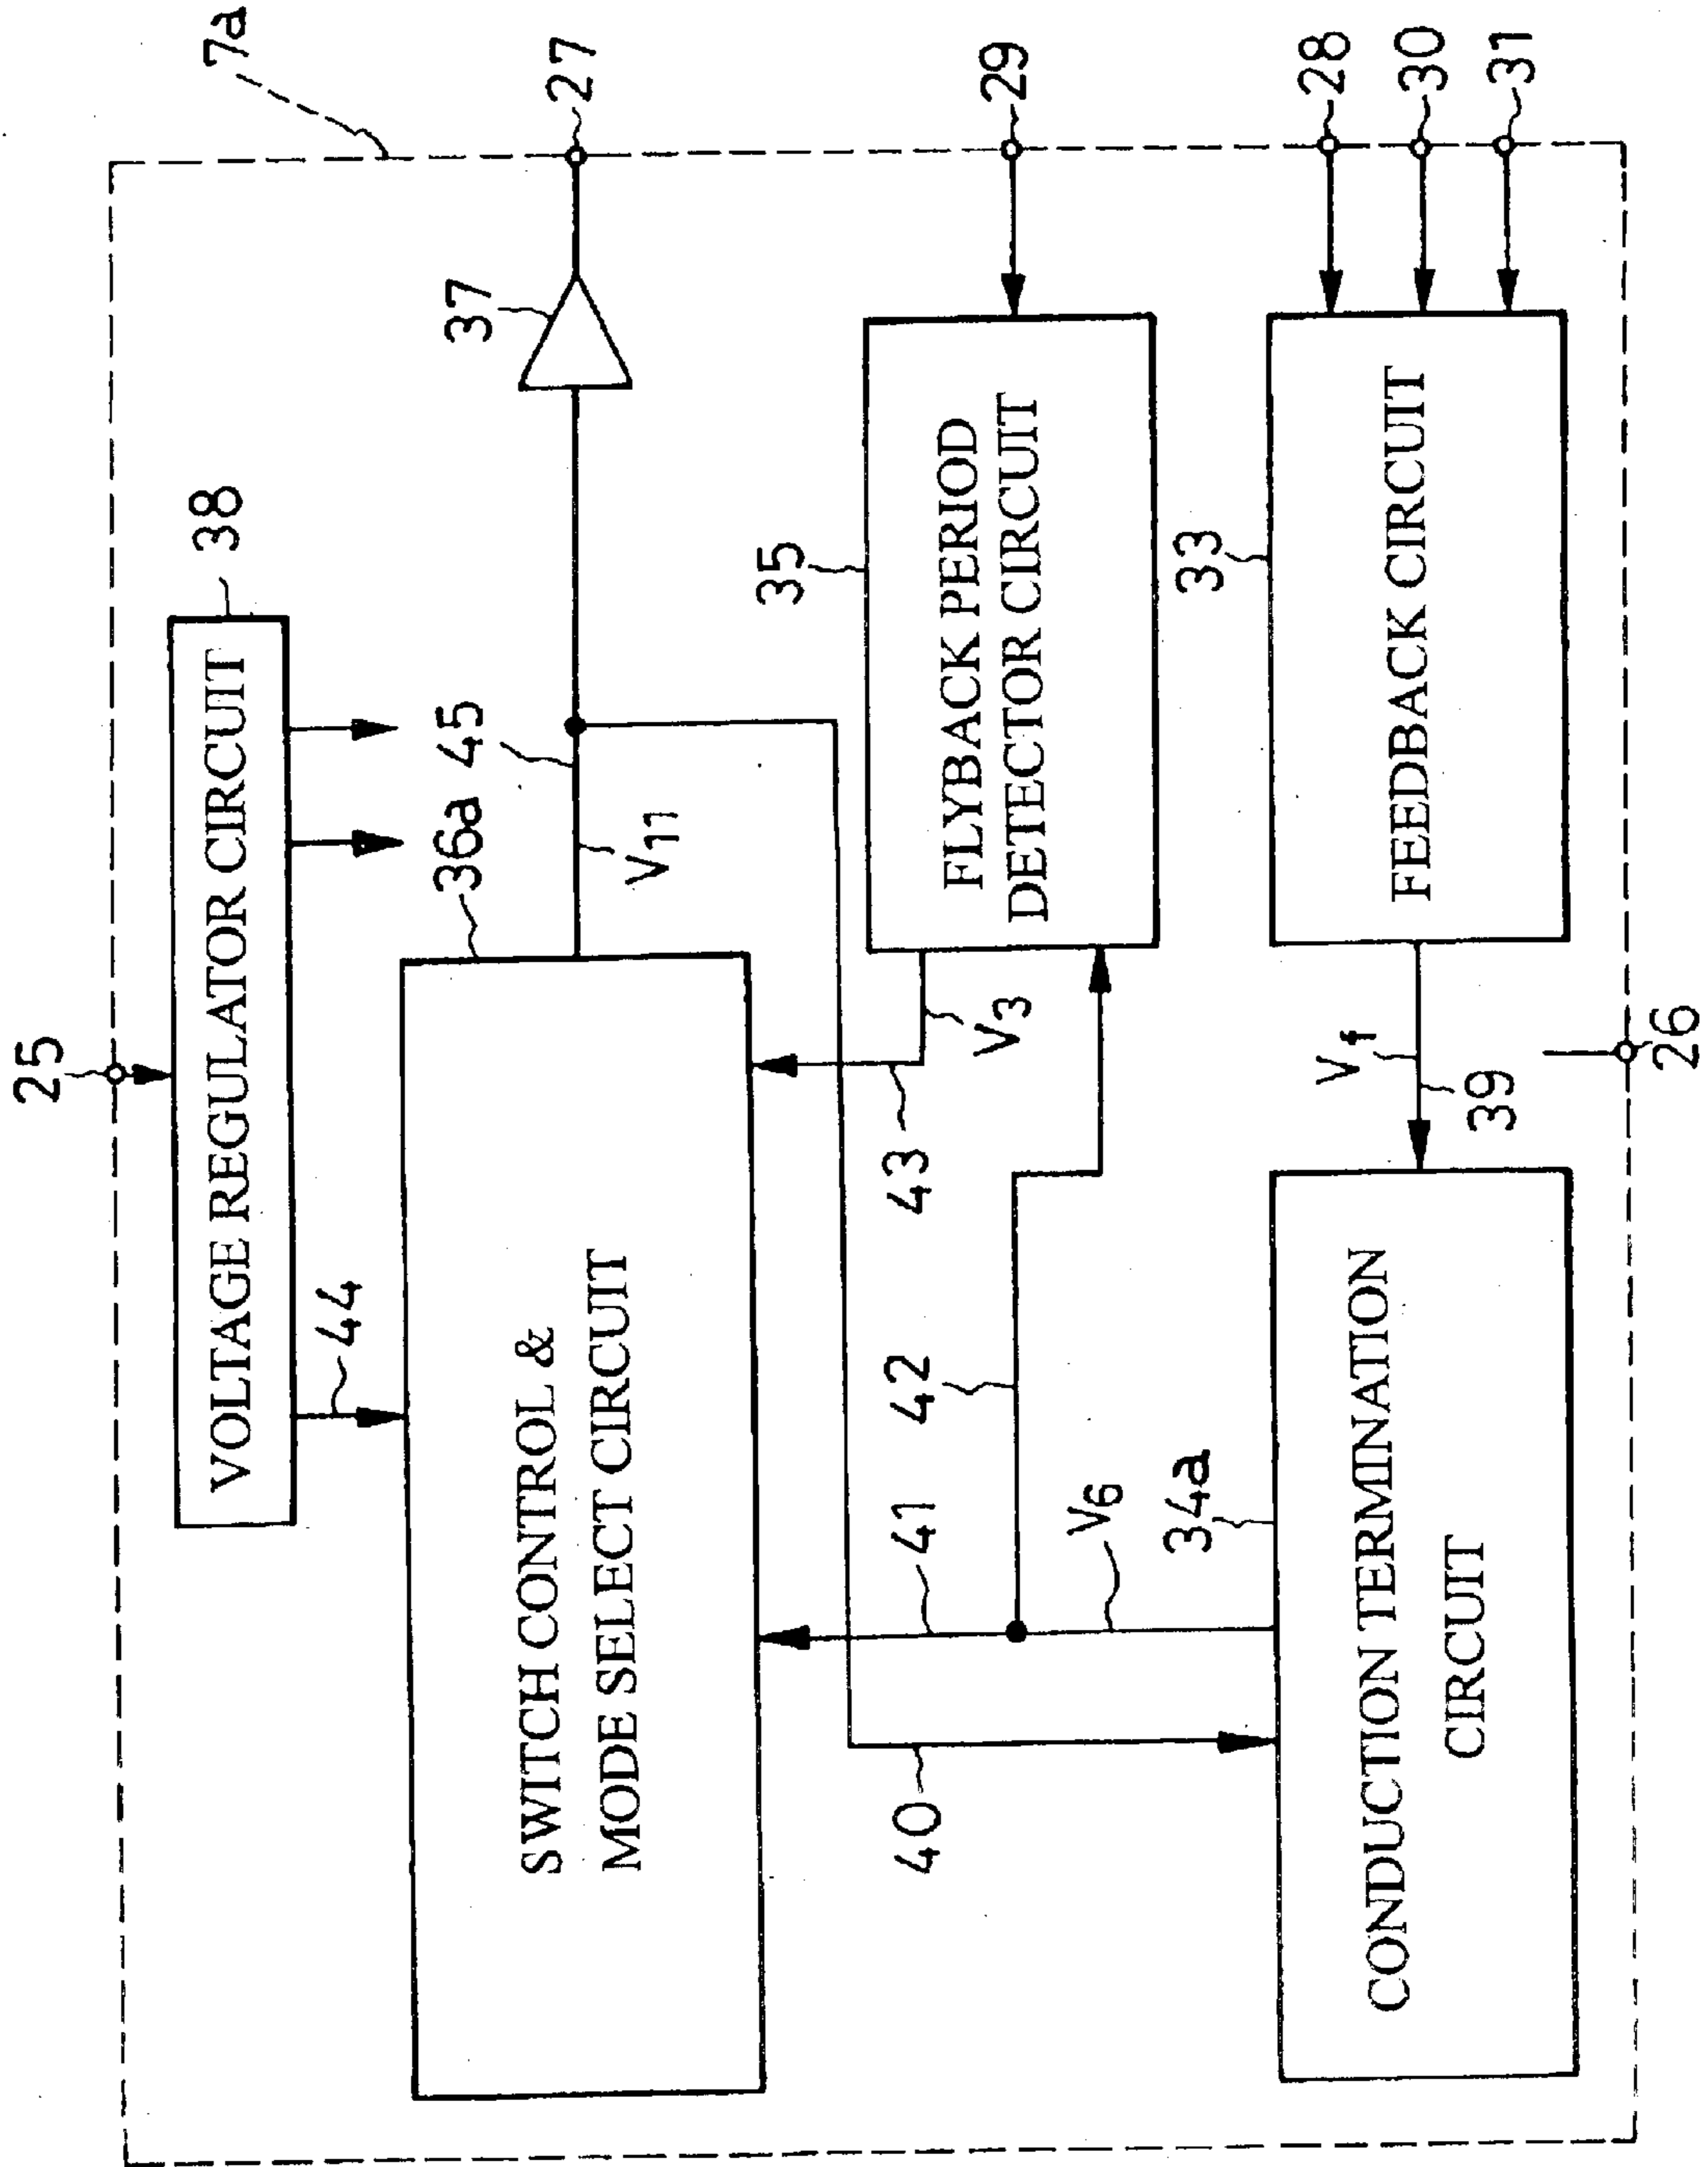 7a
25
VOLTAGE REGULATOR CIRCUIT
38
44
36a
45
37
27
SWITCH CONTROL &
MODE SELECT CIRCUIT
V11
35
29
FLYBACK PERIOD
DETECTOR CIRCUIT
V3
43
42
41
40
V6
34a
33
28
30
31
CONDUCTION TERMINATION
CIRCUIT
Vf
39
FEEDBACK CIRCUIT
26